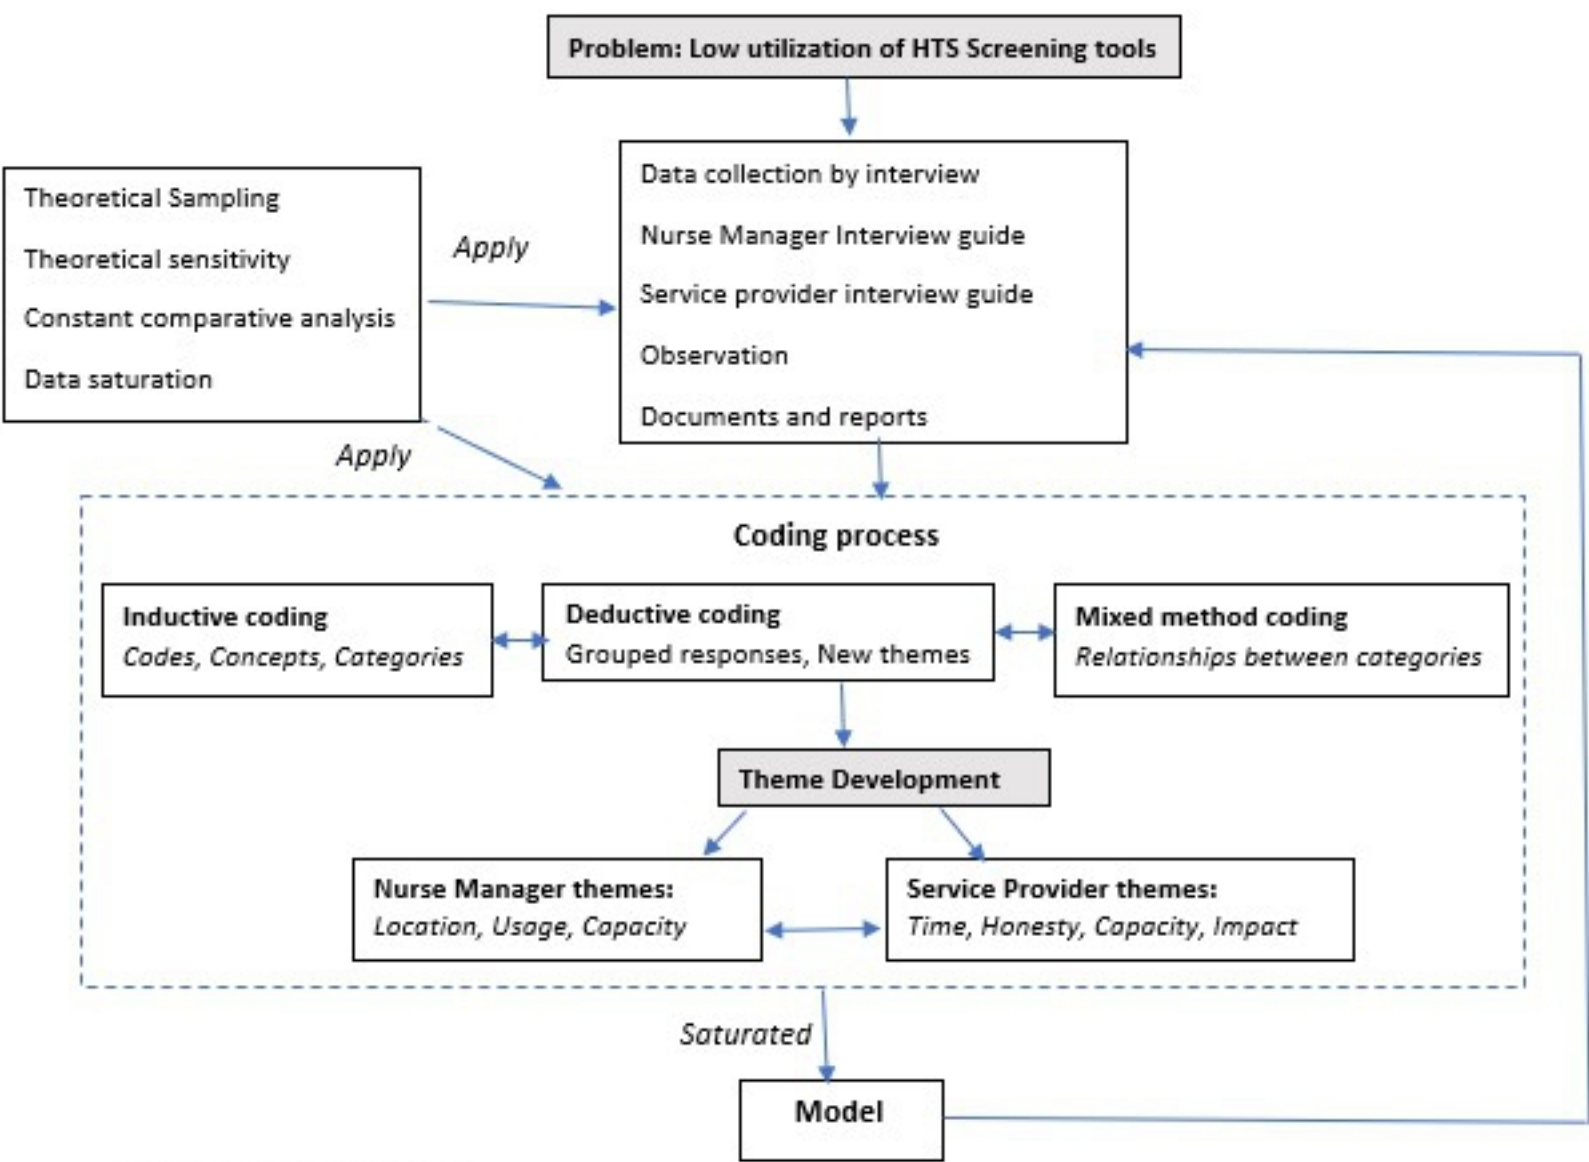 Problem: Low utilization of HTS Screening tools
Theoretical Sampling
Theoretical sensitivity
Constant comparative analysis
Data saturation
Apply
Data collection by interview
Nurse Manager Interview guide
Service provider interview guide
Observation
Documents and reports
Apply
Coding process
Inductive coding
Codes, Concepts, Categories
Deductive coding
Grouped responses, New themes
Mixed method coding
Relationships between categories
Theme Development
Nurse Manager themes:
Location, Usage, Capacity
Service Provider themes:
Time, Honesty, Capacity, Impact
Saturated
Model